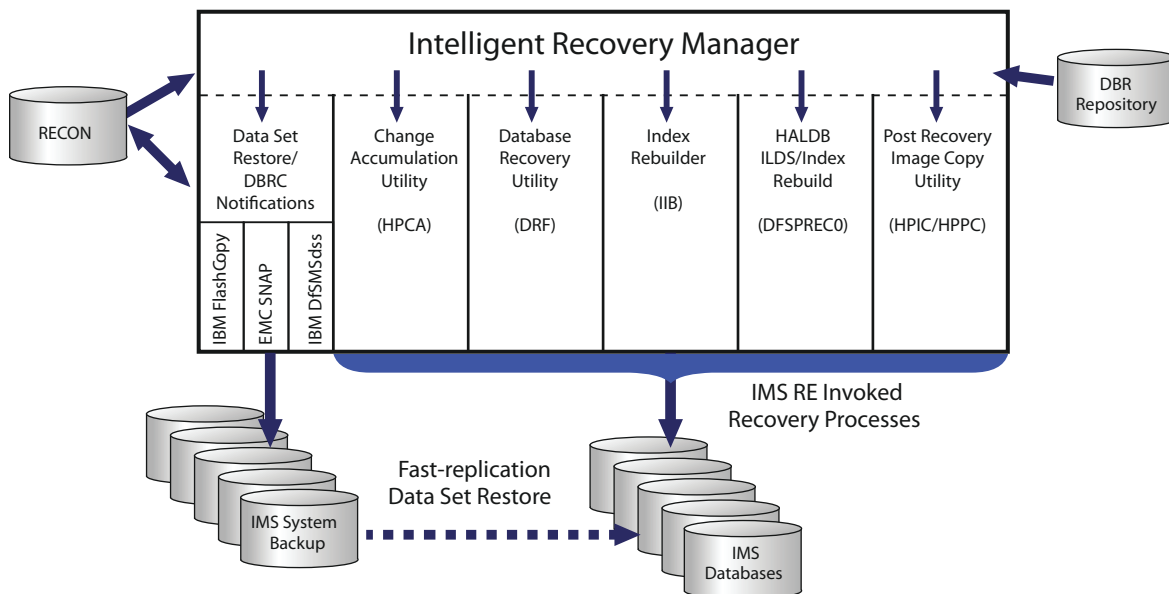 Intelligent Recovery Manager
RECON
DBR
Repository
Data Set
Restore/
DBRC
Notifications
Change
Accumulation
Utility
(HPCA)
Database
Recovery
Utility
(DRF)
Index
Rebuilder
(IIB)
HALDB
ILDS/Index
Rebuild
(DFSPREC0)
Post Recovery
Image Copy
Utility
(HPIC/HPPC)
IBM FlashCopy
EMC SNAP
IBM DfSMSdss
IMS RE Invoked
Recovery Processes
Fast-replication
Data Set Restore
IMS System
Backup
IMS
Databases